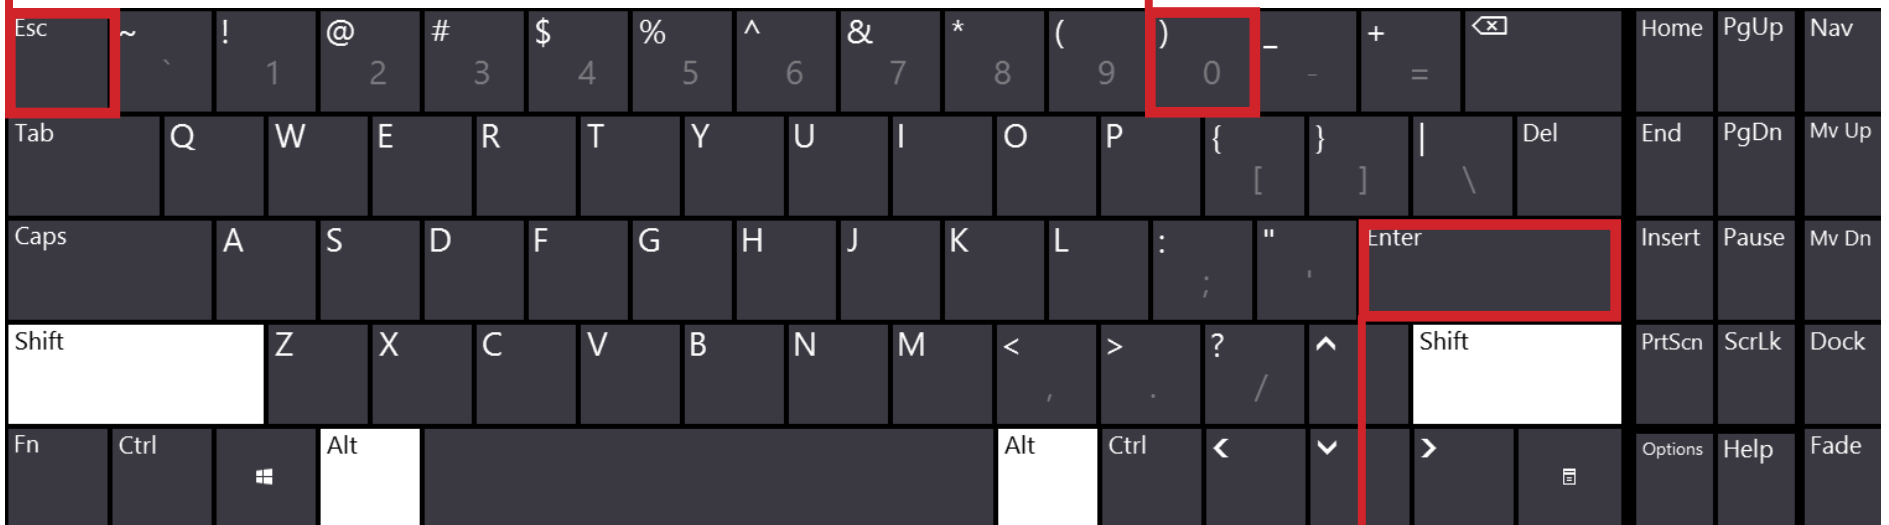 Esc ~ ` ! 1 @ 2 # 3 $ 4 % 5 ^ 6 & 7 * 8 ( 9 ) 0 _ - + = Home PgUp Nav
Tab Q W E R T Y U I O P { [ } ] | \ Del End PgDn Mv Up
Caps A S D F G H J K L : ; " ' Enter Insert Pause Mv Dn
Shift Z X C V B N M < , > . ? / Shift PrtScn ScrLk Dock
Fn Ctrl Alt Alt Ctrl Options Help Fade